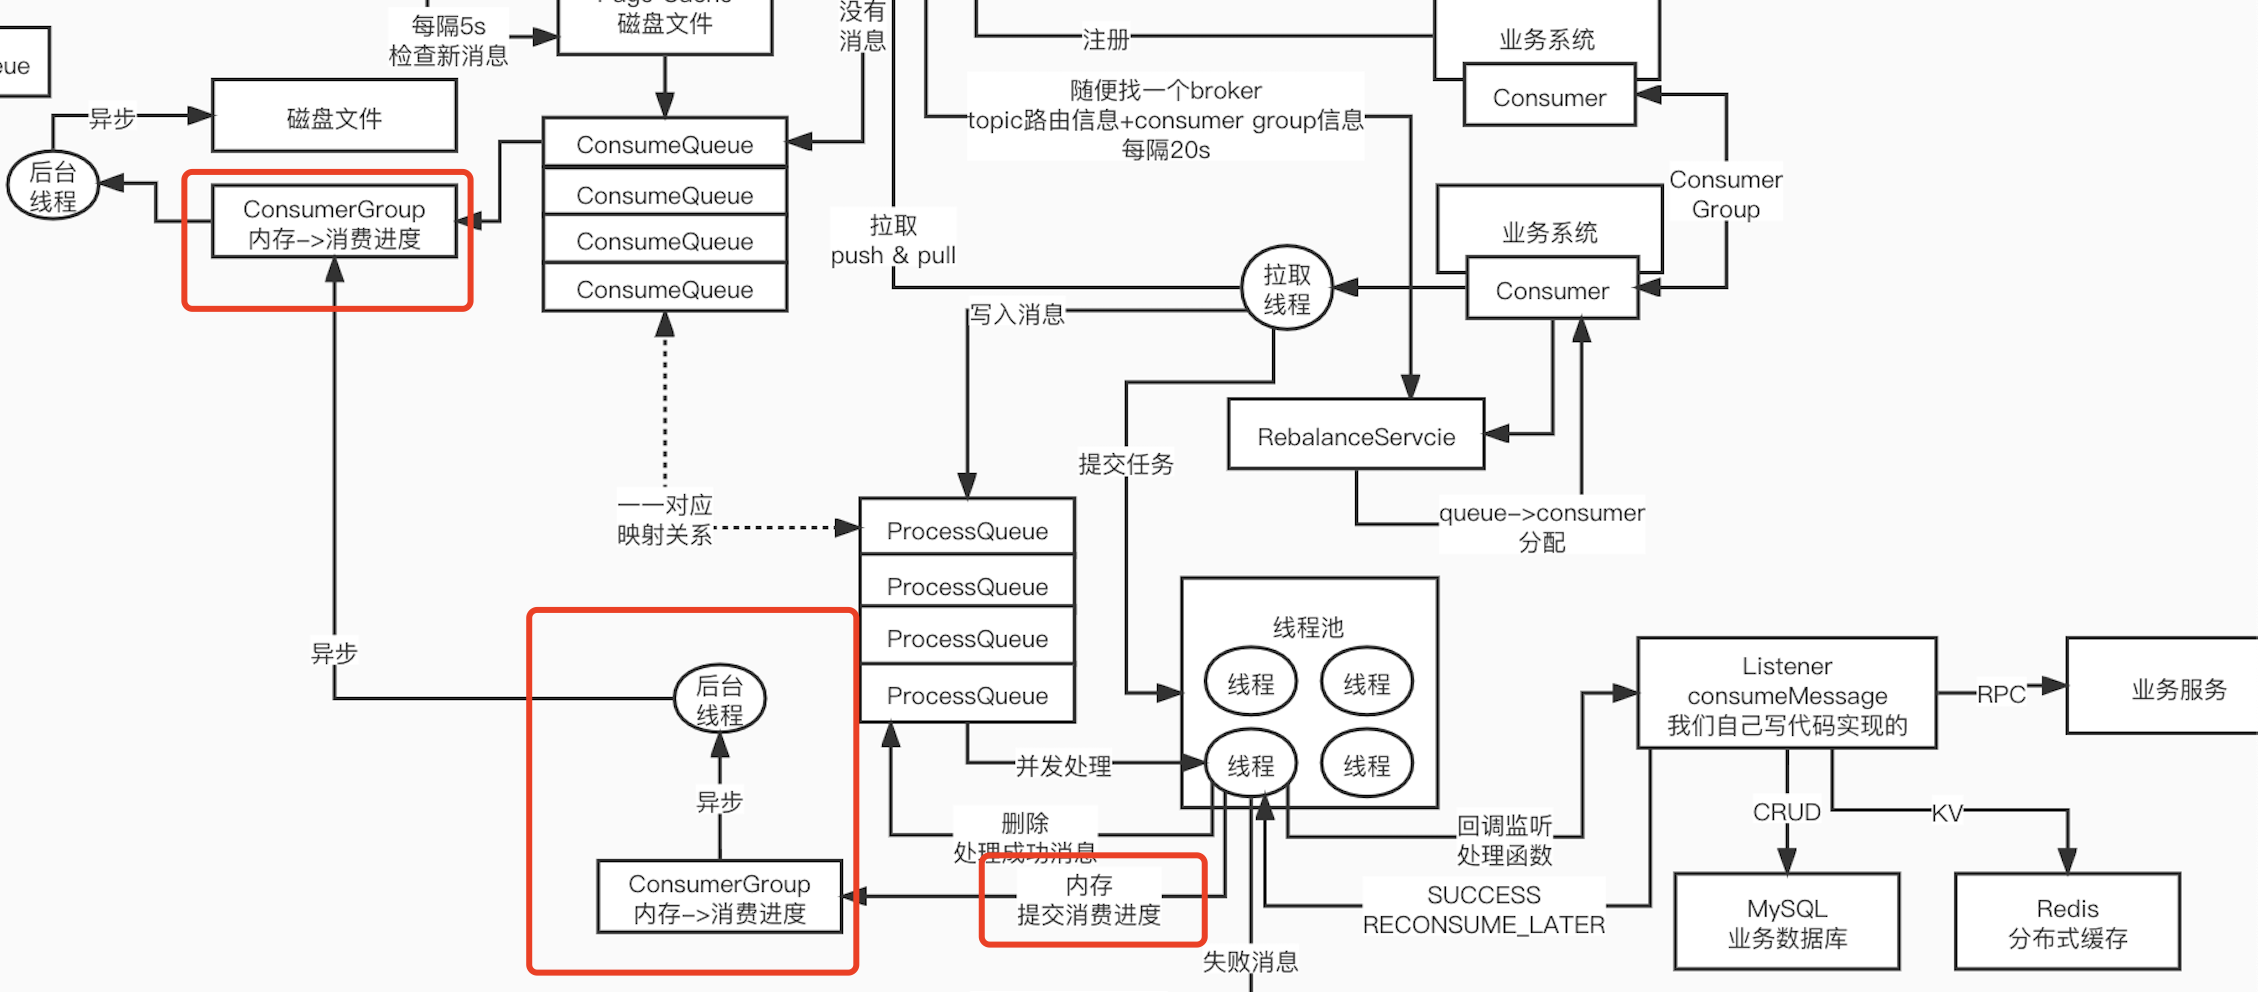 每隔5s
检查新消息
磁盘文件
没有
消息
注册
业务系统
Consumer
eue
异步
磁盘文件
后台
线程
ConsumerGroup
内存->消费进度
ConsumeQueue
ConsumeQueue
ConsumeQueue
ConsumeQueue
随便找一个broker
topic路由信息+consumer group信息
每隔20s
Consumer
Group
拉取
push & pull
业务系统
Consumer
拉取
线程
写入消息
RebalanceServcie
提交任务
queue->consumer
分配
一一对应
映射关系
ProcessQueue
ProcessQueue
ProcessQueue
ProcessQueue
线程池
线程
线程
线程
线程
异步
后台
线程
异步
ConsumerGroup
内存->消费进度
并发处理
删除
处理成功消息
内存
提交消费进度
失败消息
回调监听
处理函数
SUCCESS
RECONSUME_LATER
Listener
consumeMessage
我们自己写代码实现的
RPC
业务服务
CRUD
KV
MySQL
业务数据库
Redis
分布式缓存